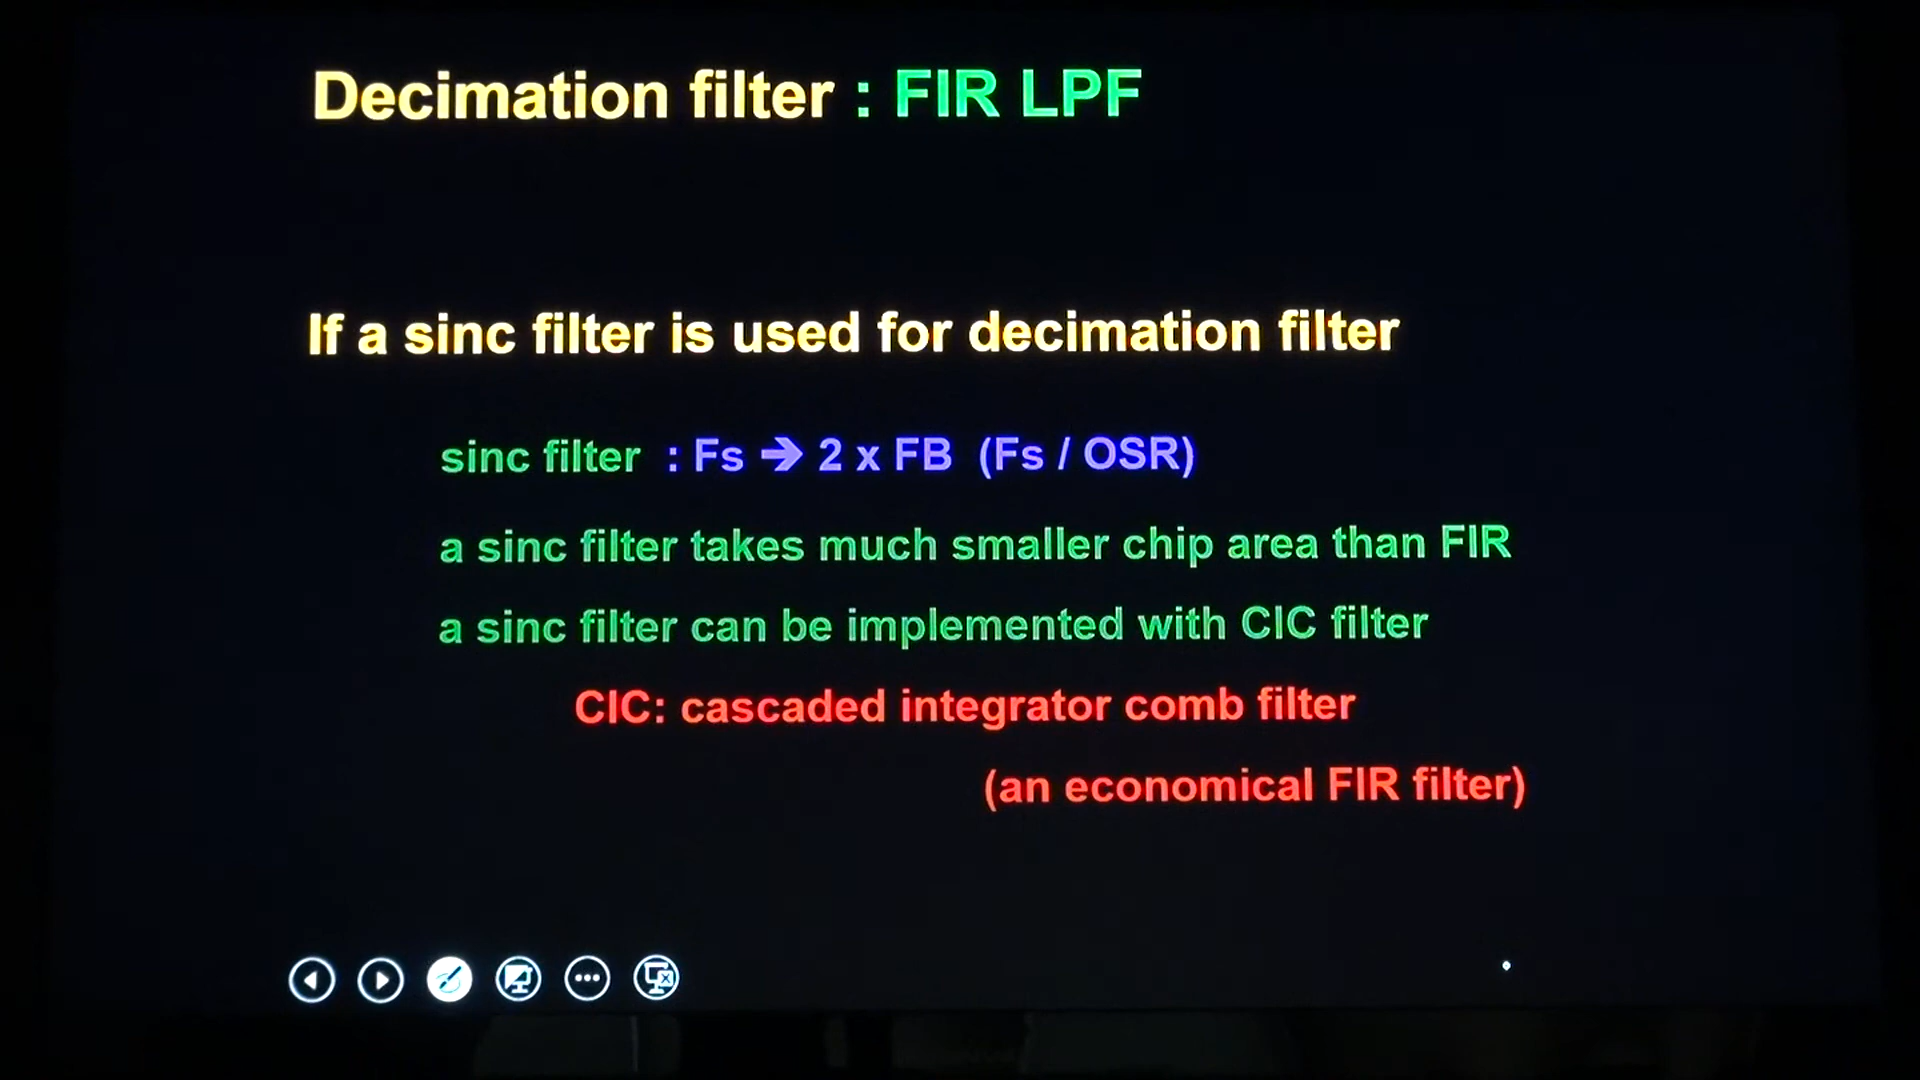 Decimation filter : FIR LPF
If a sinc filter is used for decimation filter
sinc filter : Fs ➔ 2 x FB (Fs / OSR)
a sinc filter takes much smaller chip area than FIR
a sinc filter can be implemented with CIC filter
CIC: cascaded integrator comb filter
(an economical FIR filter)